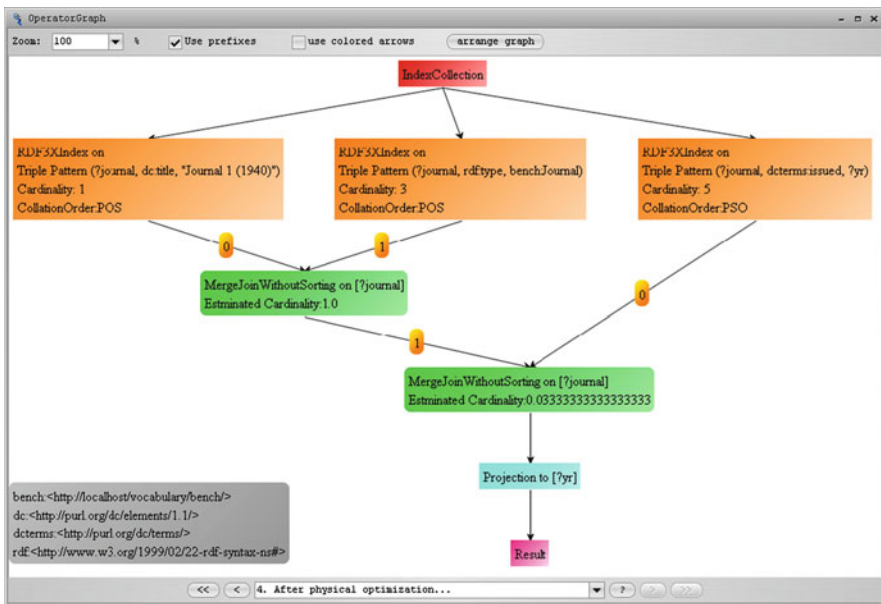 OperatorGraph
Zoom: 100 % Use prefixes use colored arrows arrange graph
IndexCollection
RDF3XIndex on
Triple Pattern (?journal, dc:title, "Journal 1 (1940)")
Cardinality: 1
CollationOrder:POS
RDF3XIndex on
Triple Pattern (?journal, rdf:type, bench:Journal)
Cardinality: 3
CollationOrder:POS
RDF3XIndex on
Triple Pattern (?journal, dcterms:issued, ?yr)
Cardinality: 5
CollationOrder:PSO
0
1
MergeJoinWithoutSorting on [?journal]
Estminated Cardinality:1.0
0
1
MergeJoinWithoutSorting on [?journal]
Estminated Cardinality:0.03333333333333333
Projection to [?yr]
bench:<http://localhost/vocabulary/bench/>
dc:<http://purl.org/dc/elements/1.1/>
dcterms:<http://purl.org/dc/terms/>
rdf:<http://www.w3.org/1999/02/22-rdf-syntax-ns#>
Result
<< < 4. After physical optimization... ? > >>